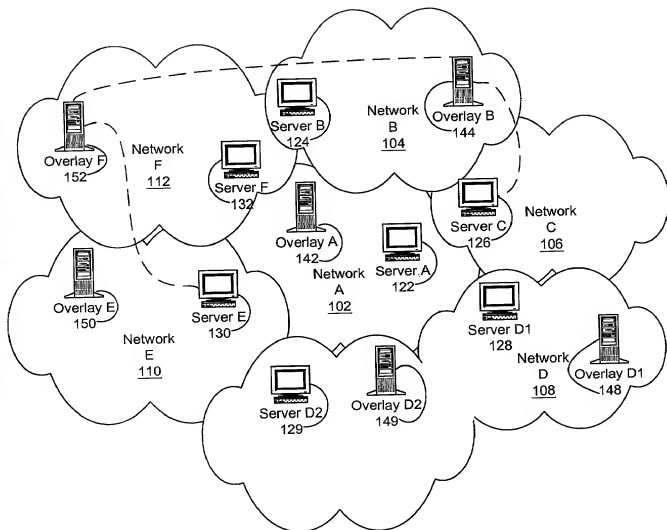 Overlay F
152
Network
F
112
Server F
132
Server B
124
Network
B
104
Overlay B
144
Overlay A
142
Network
A
102
Server A
122
Server C
126
Network
C
106
Overlay E
150
Network
E
110
Server E
130
Server D1
128
Network
D
108
Overlay D1
148
Server D2
129
Overlay D2
149